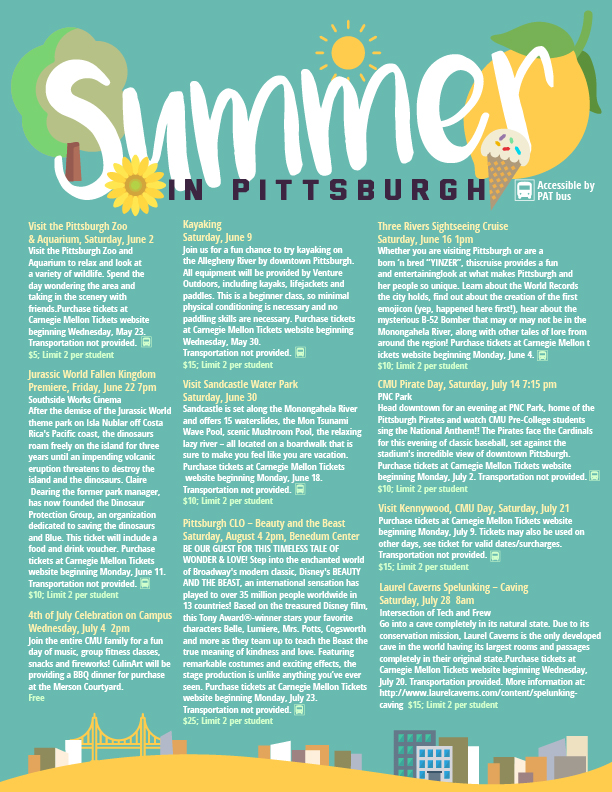 Summer
IN PITTSBURGH
Accessible by
PAT bus
Visit the Pittsburgh Zoo
& Aquarium, Saturday, June 2
Visit the Pittsburgh Zoo and
Aquarium to relax and look at
a variety of wildlife. Spend the
day wondering the area and
taking in the scenery with
friends.Purchase tickets at
Carnegie Mellon Tickets website
beginning Wednesday, May 23.
Transportation not provided.
$5; Limit 2 per student
Jurassic World Fallen Kingdom
Premiere, Friday, June 22 7pm
Southside Works Cinema
After the demise of the Jurassic World
theme park on Isla Nublar off Costa
Rica's Pacific coast, the dinosaurs
roam freely on the island for three
years until an impending volcanic
eruption threatens to destroy the
island and the dinosaurs. Claire
Dearing the former park manager,
has now founded the Dinosaur
Protection Group, an organization
dedicated to saving the dinosaurs
and Blue. This ticket will include a
food and drink voucher. Purchase
tickets at Carnegie Mellon Tickets
website beginning Monday, June 11.
Transportation not provided.
$10; Limit 2 per student
4th of July Celebration on Campus
Wednesday, July 4 2pm
Join the entire CMU family for a fun
day of music, group fitness classes,
snacks and fireworks! CulinArt will be
providing a BBQ dinner for purchase
at the Merson Courtyard.
Free
Kayaking
Saturday, June 9
Join us for a fun chance to try kayaking on
the Allegheny River by downtown Pittsburgh.
All equipment will be provided by Venture
Outdoors, including kayaks, lifejackets and
paddles. This is a beginner class, so minimal
physical conditioning is necessary and no
paddling skills are necessary. Purchase tickets
at Carnegie Mellon Tickets website beginning
Wednesday, May 30.
Transportation not provided.
$15; Limit 2 per student
Visit Sandcastle Water Park
Saturday, June 30
Sandcastle is set along the Monongahela River
and offers 15 waterslides, the Mon Tsunami
Wave Pool, scenic Mushroom Pool, the relaxing
lazy river – all located on a boardwalk that is
sure to make you feel like you are vacation.
Purchase tickets at Carnegie Mellon Tickets
website beginning Monday, June 18.
Transportation not provided.
$10; Limit 2 per student
Pittsburgh CLO – Beauty and the Beast
Saturday, August 4 2pm, Benedum Center
BE OUR GUEST FOR THIS TIMELESS TALE OF
WONDER & LOVE! Step into the enchanted world
of Broadway's modern classic, Disney's BEAUTY
AND THE BEAST, an international sensation has
played to over 35 million people worldwide in
13 countries! Based on the treasured Disney film,
this Tony Award®-winner stars your favorite
characters Belle, Lumiere, Mrs. Potts, Cogsworth
and more as they team up to teach the Beast the
true meaning of kindness and love. Featuring
remarkable costumes and exciting effects, the
stage production is unlike anything you've ever
seen. Purchase tickets at Carnegie Mellon Tickets
website beginning Monday, July 23.
Transportation not provided.
$25; Limit 2 per student
Three Rivers Sightseeing Cruise
Saturday, June 16 1pm
Whether you are visiting Pittsburgh or are a
born 'n bred "YINZER", thiscruise provides a fun
and entertaininglook at what makes Pittsburgh and
her people so unique. Learn about the World Records
the city holds, find out about the creation of the first
emojicon (yep, happened here first!), hear about the
mysterious B-52 Bomber that may or may not be in the
Monongahela River, along with other tales of lore from
around the region! Purchase tickets at Carnegie Mellon t
ickets website beginning Monday, June 4.
$10; Limit 2 per student
CMU Pirate Day, Saturday, July 14 7:15 pm
PNC Park
Head downtown for an evening at PNC Park, home of the
Pittsburgh Pirates and watch CMU Pre-College students
sing the National Anthem!! The Pirates face the Cardinals
for this evening of classic baseball, set against the
stadium's incredible view of downtown Pittsburgh.
Purchase tickets at Carnegie Mellon Tickets website
beginning Monday, July 2. Transportation not provided.
$10; Limit 2 per student
Visit Kennywood, CMU Day, Saturday, July 21
Purchase tickets at Carnegie Mellon Tickets website
beginning Monday, July 9. Tickets may also be used on
other days, see ticket for valid dates/surcharges.
Transportation not provided.
$15; Limit 2 per student
Laurel Caverns Spelunking – Caving
Saturday, July 28 8am
Intersection of Tech and Frew
Go into a cave completely in its natural state. Due to its
conservation mission, Laurel Caverns is the only developed
cave in the world having its largest rooms and passages
completely in their original state.Purchase tickets at
Carnegie Mellon Tickets website beginning Wednesday,
July 20. Transportation provided. More information at:
http://www.laurelcaverns.com/content/spelunking-
caving $15; Limit 2 per student